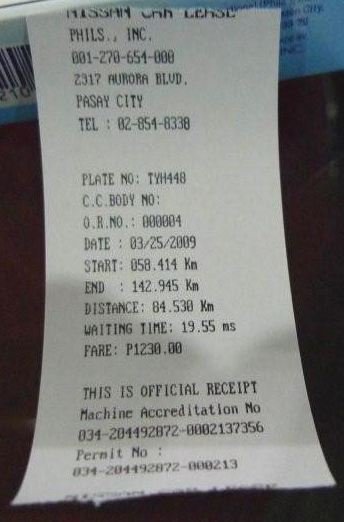 NISSAN CAR LEASE
PHILS., INC.
001-270-654-000
2317 AURORA BLVD.
PASAY CITY
TEL : 02-854-8338
PLATE NO: TYH448
C.C.BODY NO:
O.R.NO.: 000004
DATE : 03/25/2009
START: 058.414 Km
END : 142.945 Km
DISTANCE: 84.530 Km
WAITING TIME: 19.55 ms
FARE: P1230.00
THIS IS OFFICIAL RECEIPT
Machine Accreditation No
034-204492872-0002137356
Permit No :
034-204492872-000213